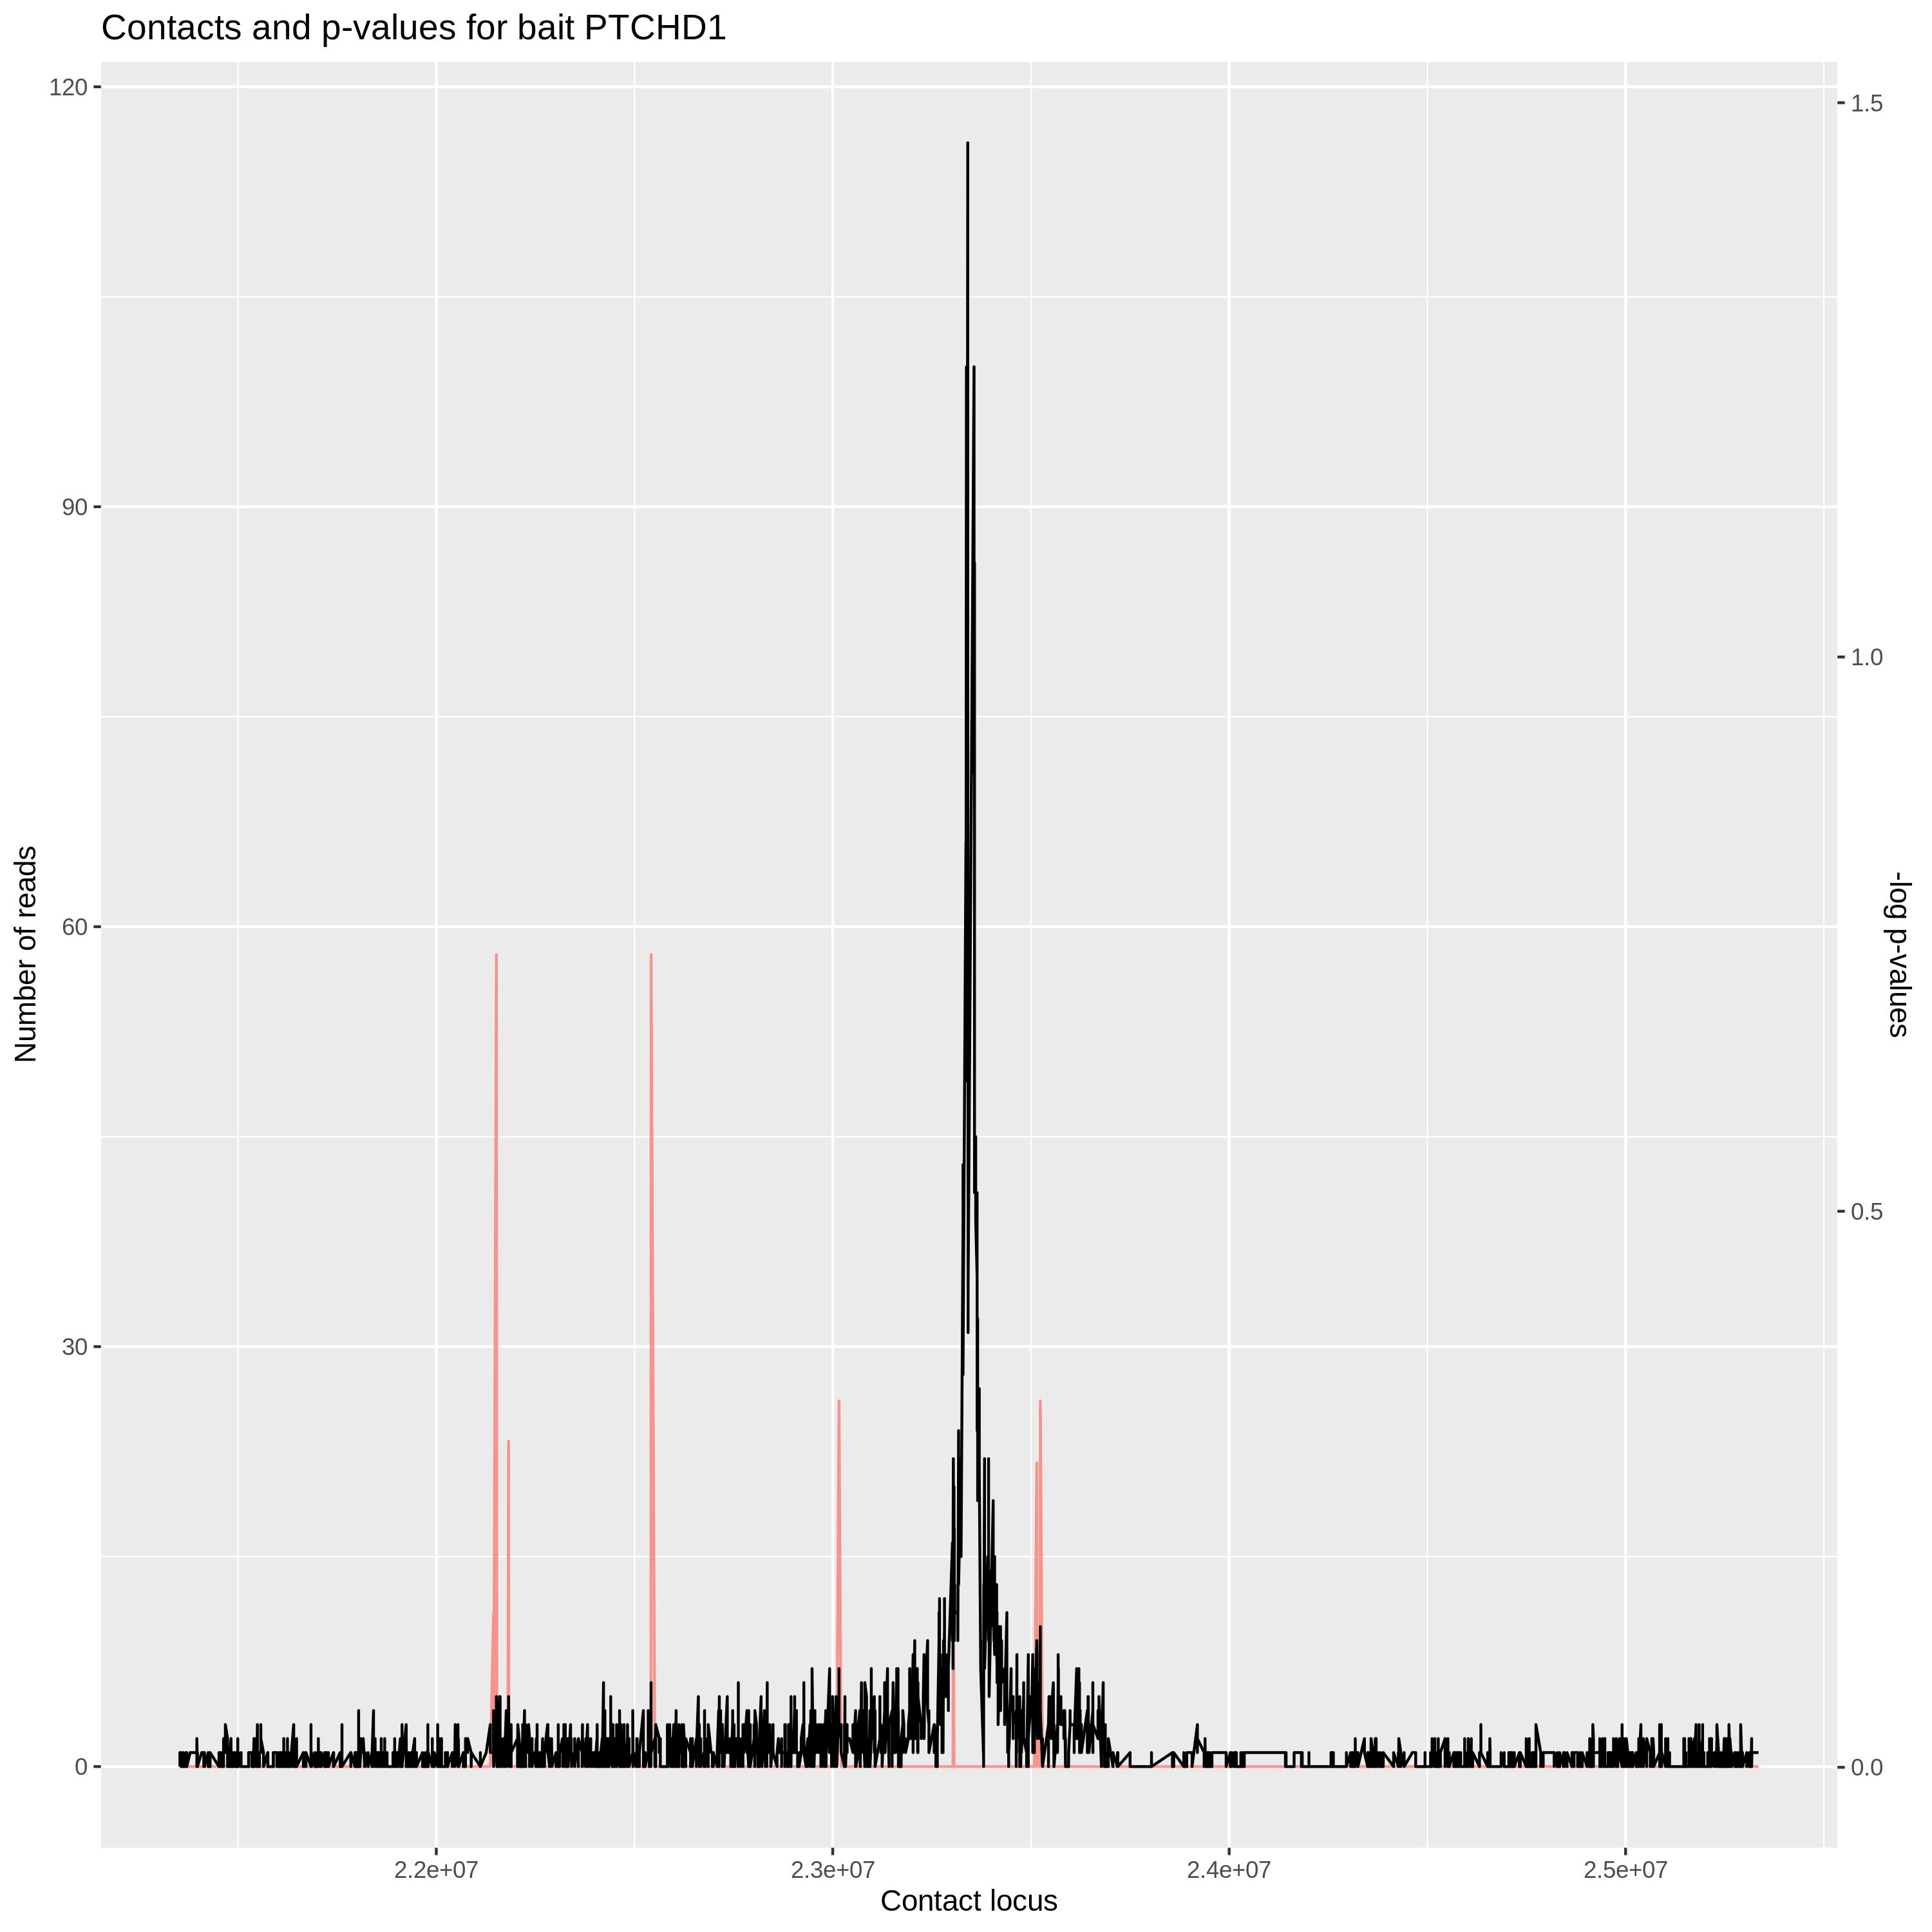 Contacts and p-values for bait PTCHD1
120
90
60
30
0
Number of reads
1.5
1.0
0.5
0.0
-log p-values
2.2e+07 2.3e+07 2.4e+07 2.5e+07
Contact locus